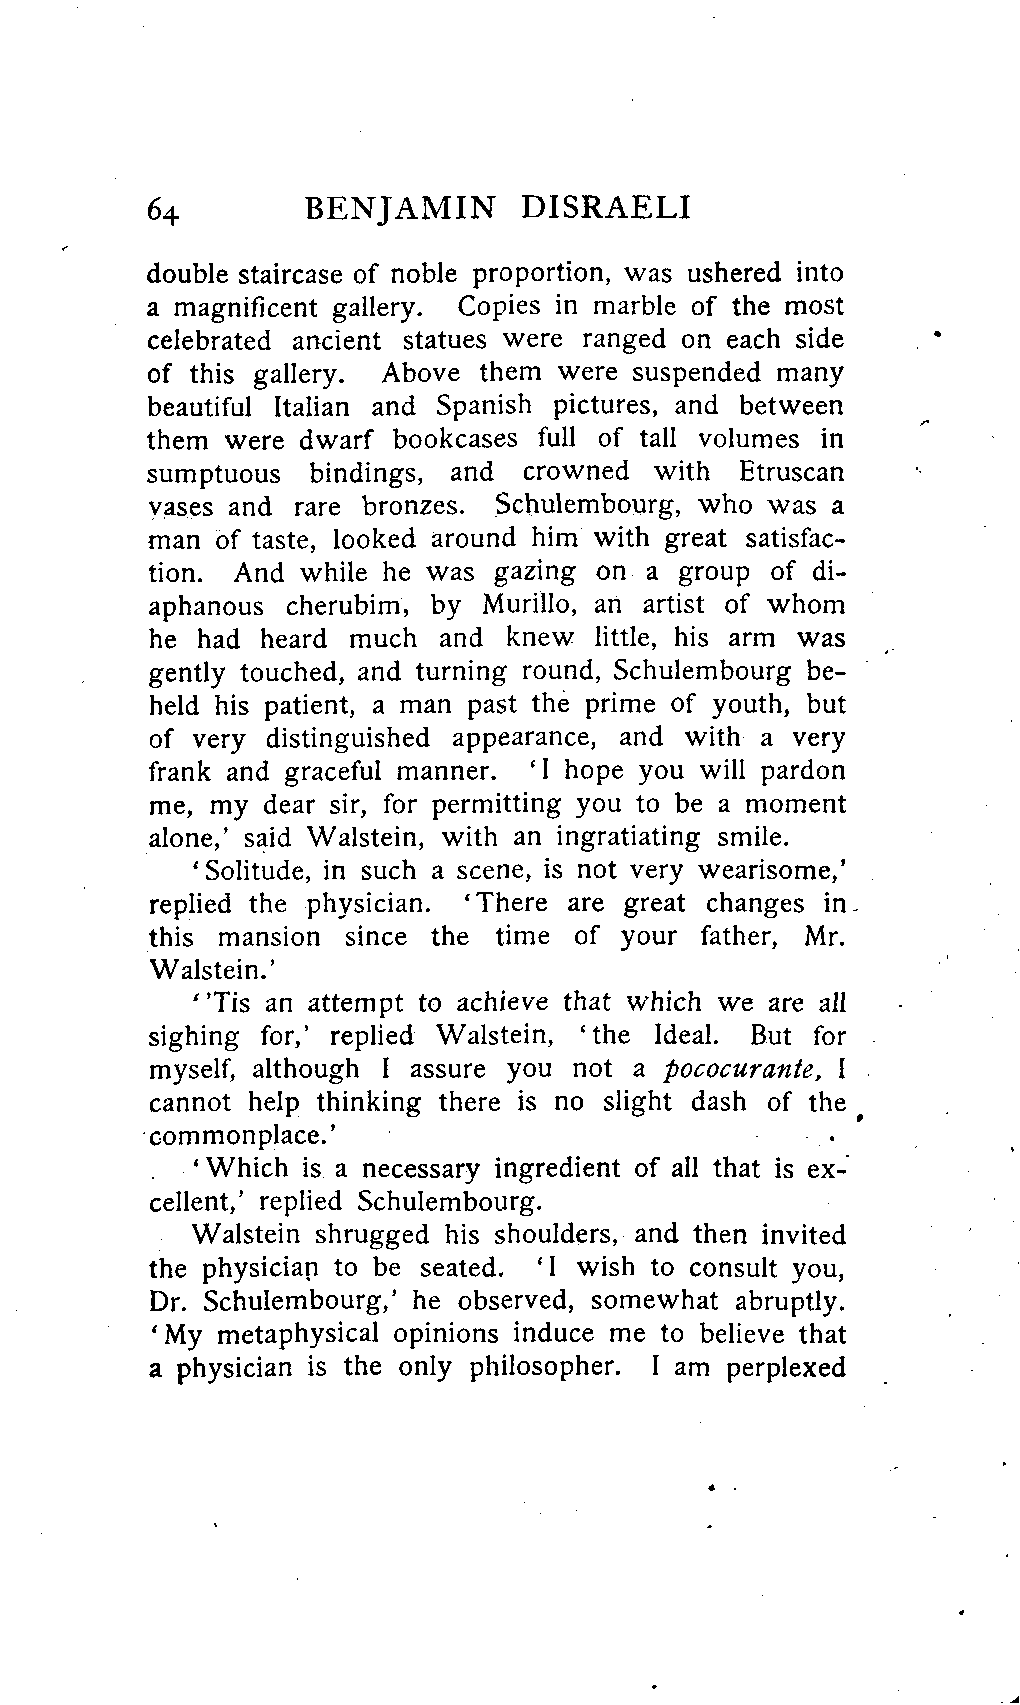 64 BENJAMIN DISRAELI
double staircase of noble proportion, was ushered into
a magnificent gallery. Copies in marble of the most
celebrated ancient statues were ranged on each side
of this gallery. Above them were suspended many
beautiful Italian and Spanish pictures, and between
them were dwarf bookcases full of tall volumes in
sumptuous bindings, and crowned with Etruscan
vases and rare bronzes. Schulembourg, who was a
man of taste, looked around him with great satisfac-
tion. And while he was gazing on a group of di-
aphanous cherubim, by Murillo, an artist of whom
he had heard much and knew little, his arm was
gently touched, and turning round, Schulembourg be-
held his patient, a man past the prime of youth, but
of very distinguished appearance, and with a very
frank and graceful manner. 'I hope you will pardon
me, my dear sir, for permitting you to be a moment
alone,' said Walstein, with an ingratiating smile.
'Solitude, in such a scene, is not very wearisome,'
replied the physician. 'There are great changes in
this mansion since the time of your father, Mr.
Walstein.'
''Tis an attempt to achieve that which we are all
sighing for,' replied Walstein, 'the Ideal. But for
myself, although I assure you not a pococurante, I
cannot help thinking there is no slight dash of the
commonplace.'
'Which is a necessary ingredient of all that is ex-
cellent,' replied Schulembourg.
Walstein shrugged his shoulders, and then invited
the physician to be seated. 'I wish to consult you,
Dr. Schulembourg,' he observed, somewhat abruptly.
'My metaphysical opinions induce me to believe that
a physician is the only philosopher. I am perplexed